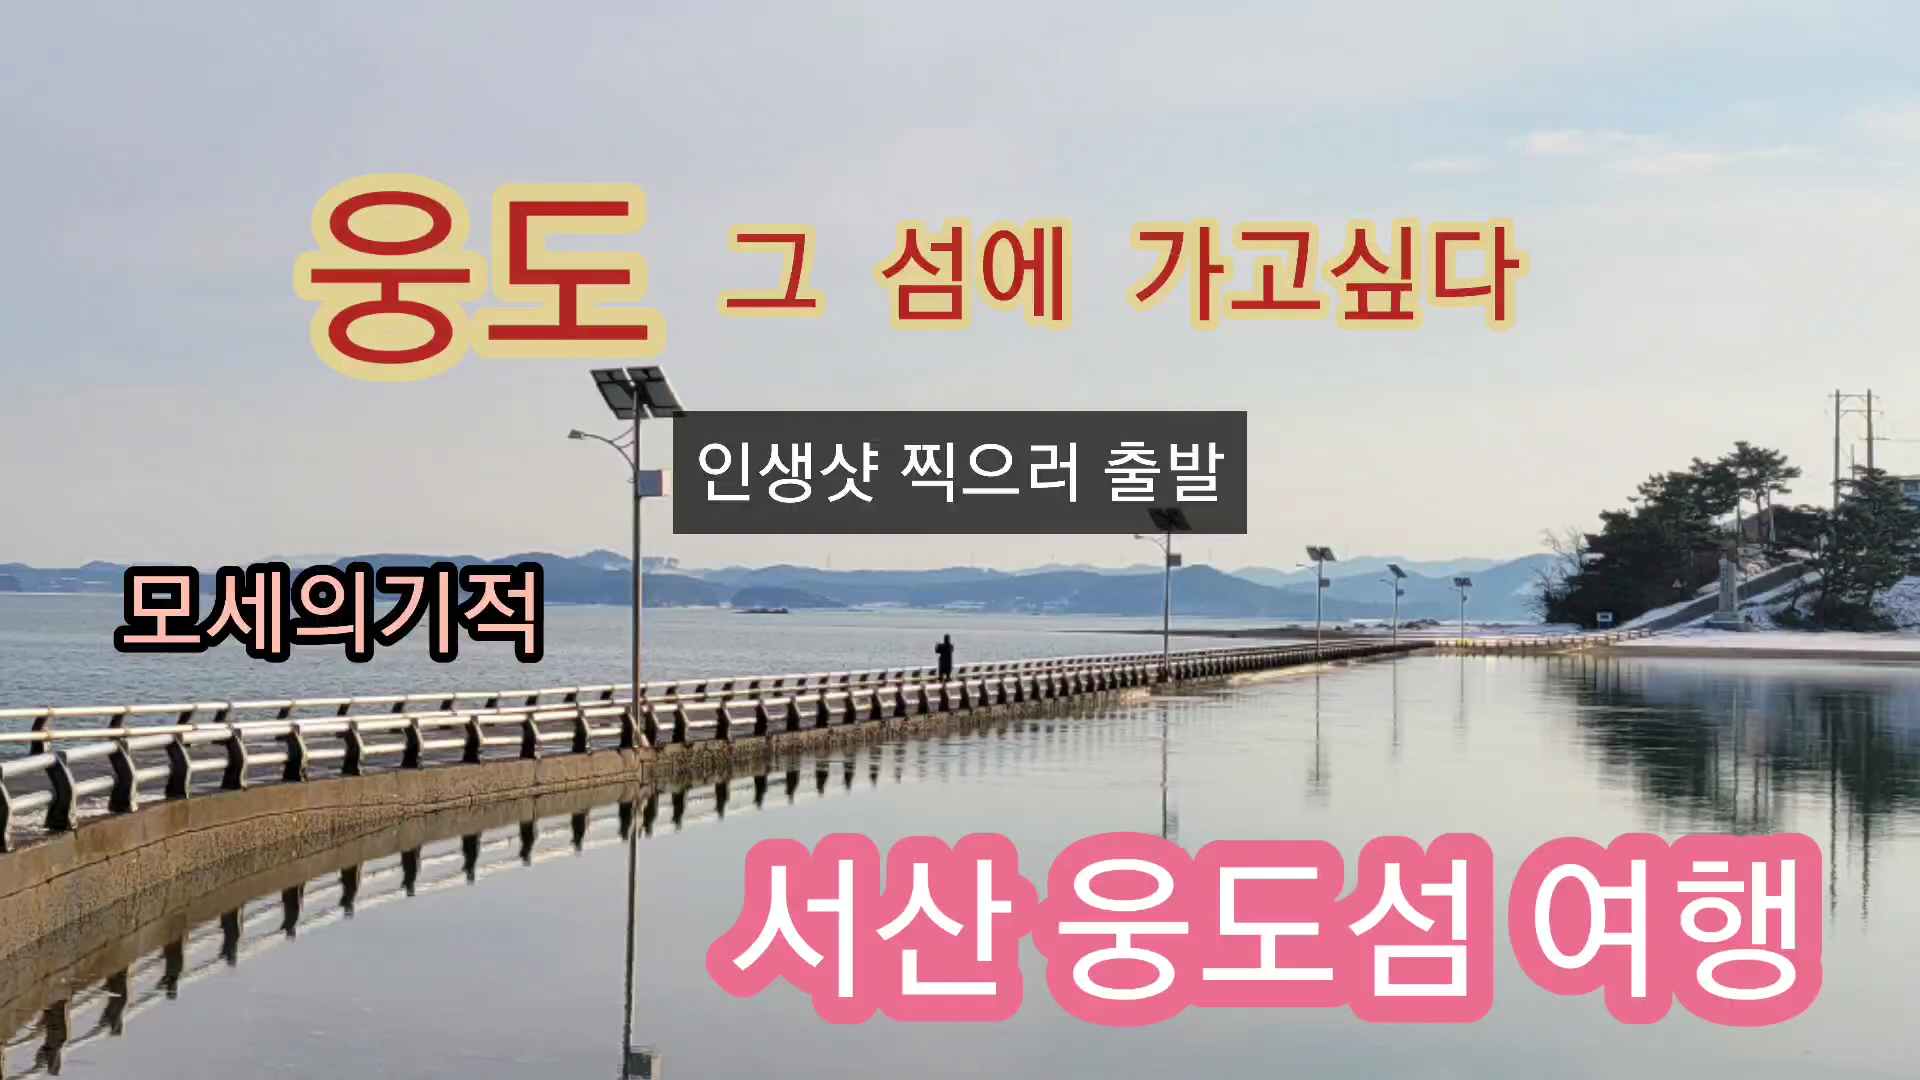 웅도 그 섬에 가고싶다
인생샷 찍으러 출발
모세의기적
서산 웅도섬 여행